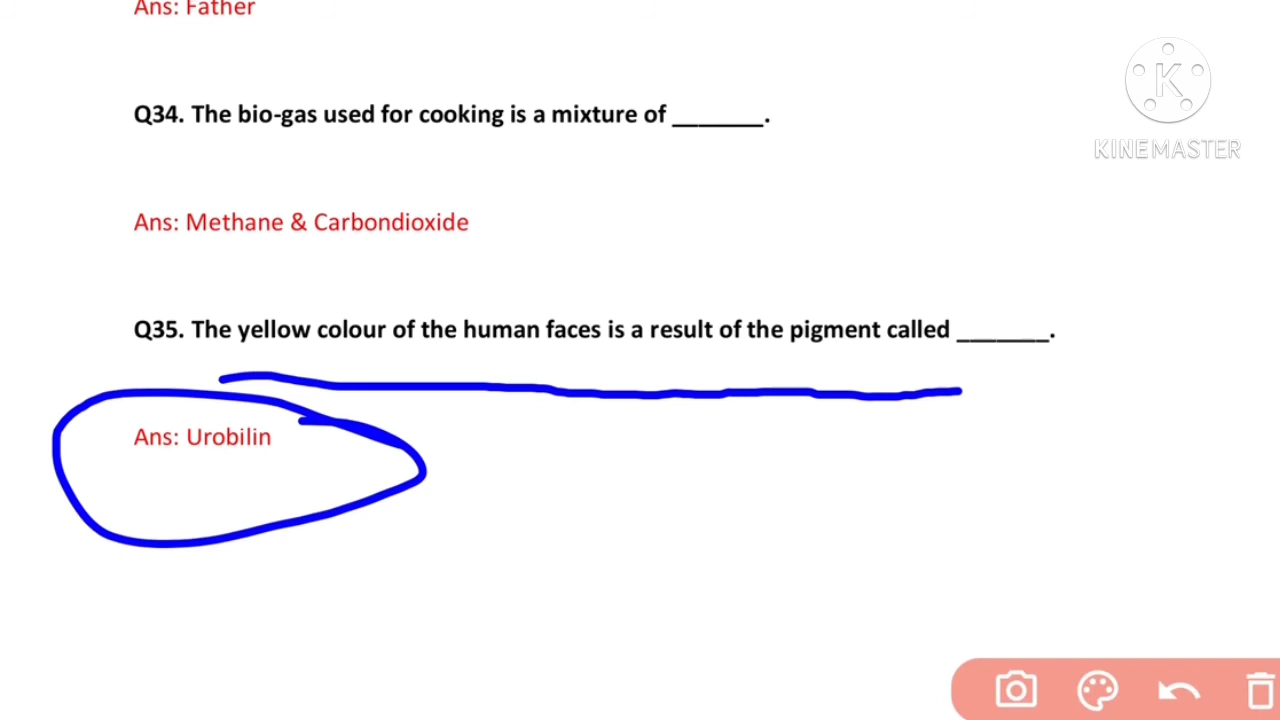 Ans: Father
Q34. The bio-gas used for cooking is a mixture of _______.
Ans: Methane & Carbondioxide
Q35. The yellow colour of the human faces is a result of the pigment called _______.
Ans: Urobilin
K
KINEMASTER